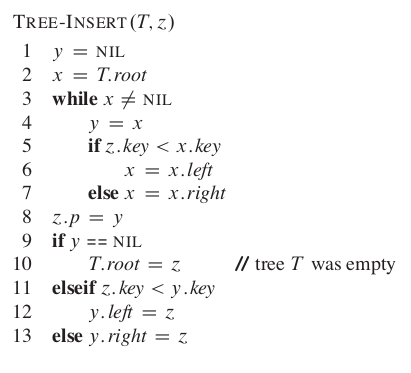 TREE-INSERT(T, z)
1 y = NIL
2 x = T.root
3 while x ≠ NIL
4 y = x
5 if z.key < x.key
6 x = x.left
7 else x = x.right
8 z.p = y
9 if y == NIL
10 T.root = z // tree T was empty
11 elseif z.key < y.key
12 y.left = z
13 else y.right = z